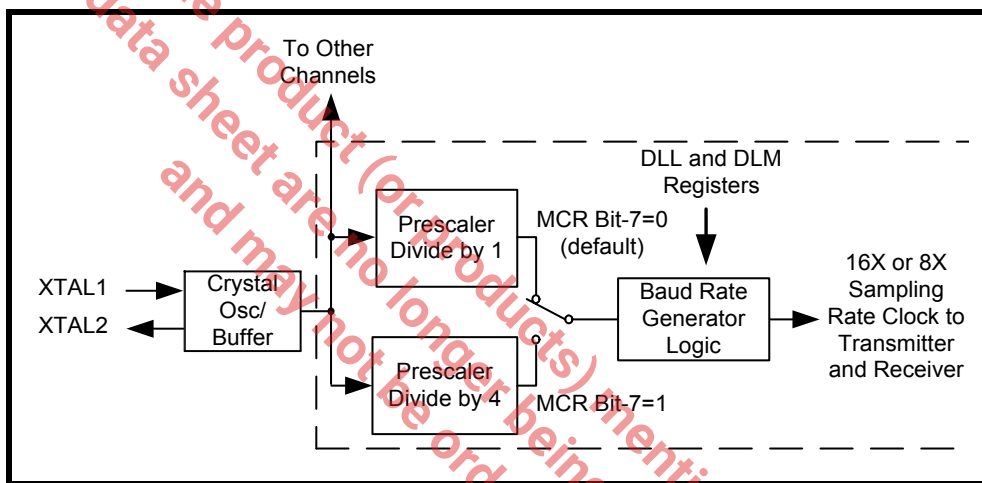 To Other
Channels
DLL and DLM
Registers
Prescaler
Divide by 1
MCR Bit-7=0
(default)
XTAL1
XTAL2
Crystal
Osc/
Buffer
Baud Rate
Generator
Logic
16X or 8X
Sampling
Rate Clock to
Transmitter
and Receiver
Prescaler
Divide by 4
MCR Bit-7=1
product (or products)
data sheet are no longer being
and may not be